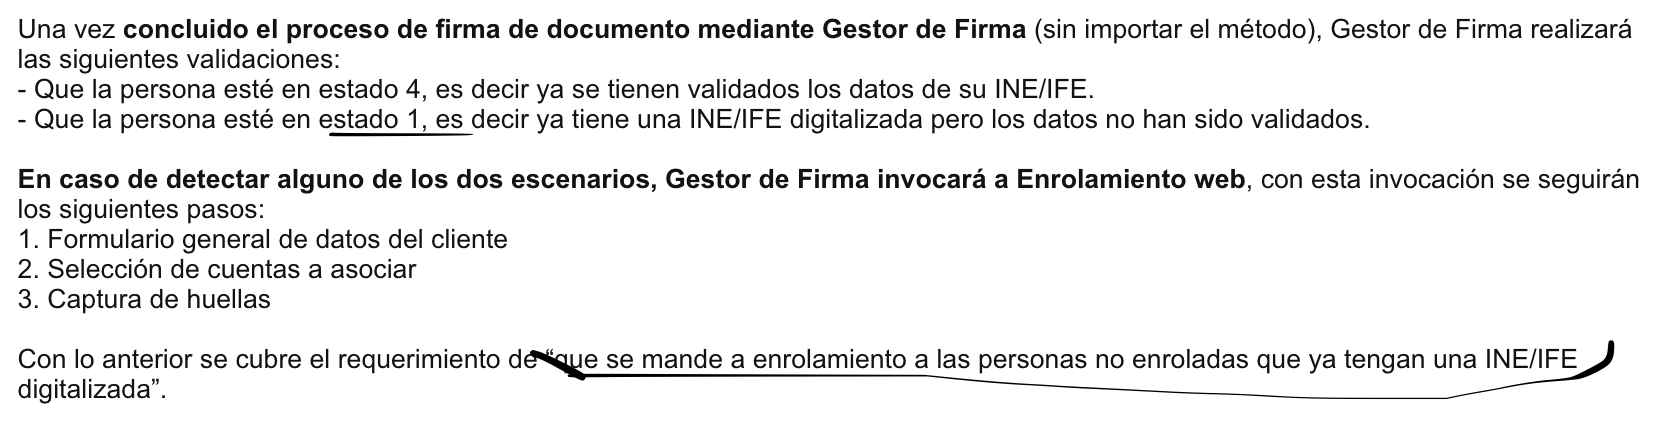 Una vez concluido el proceso de firma de documento mediante Gestor de Firma (sin importar el método), Gestor de Firma realizará
las siguientes validaciones:
- Que la persona esté en estado 4, es decir ya se tienen validados los datos de su INE/IFE.
- Que la persona esté en estado 1, es decir ya tiene una INE/IFE digitalizada pero los datos no han sido validados.
En caso de detectar alguno de los dos escenarios, Gestor de Firma invocará a Enrolamiento web, con esta invocación se seguirán
los siguientes pasos:
1. Formulario general de datos del cliente
2. Selección de cuentas a asociar
3. Captura de huellas
Con lo anterior se cubre el requerimiento de “que se mande a enrolamiento a las personas no enroladas que ya tengan una INE/IFE
digitalizada”.